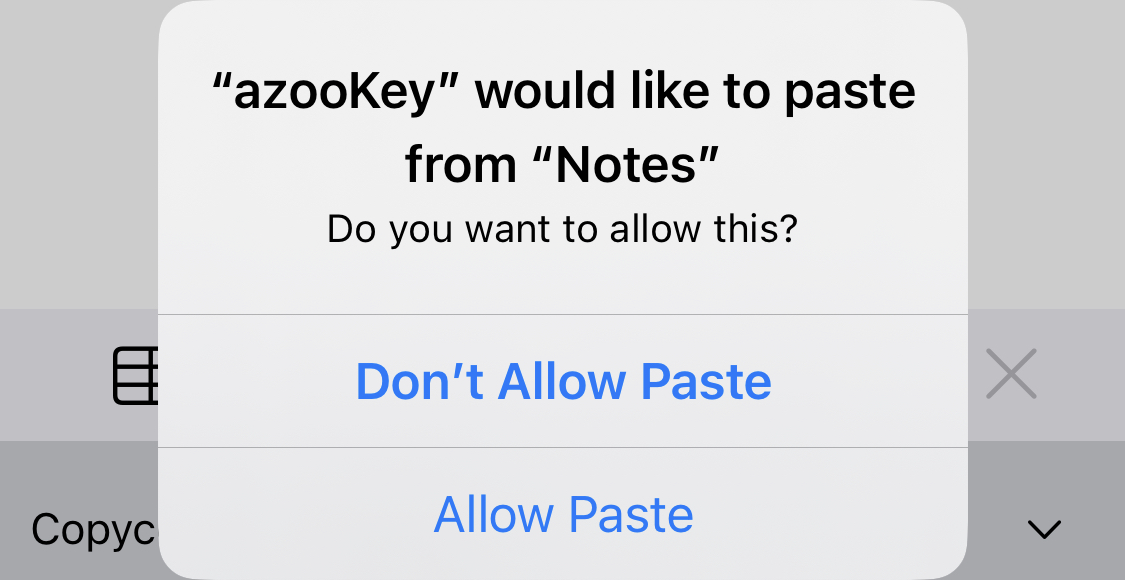 “azooKey” would like to paste
from “Notes”
Do you want to allow this?
Don’t Allow Paste
Allow Paste
Copyc